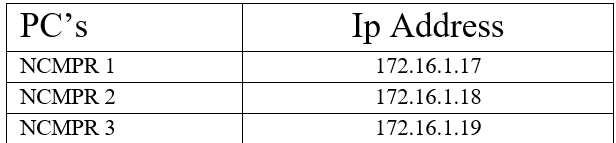 PC’s Ip Address
NCMPR 1 172.16.1.17
NCMPR 2 172.16.1.18
NCMPR 3 172.16.1.19